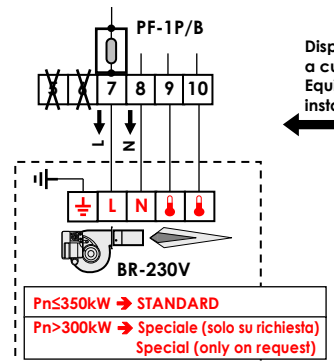 PF-1P/B
Disp
a cu
Equi
insta
5 6 7 8 9 10
L N
L N
BR-230V
Pn≤350kW ➔ STANDARD
Pn>300kW ➔ Speciale (solo su richiesta)
Special (only on request)